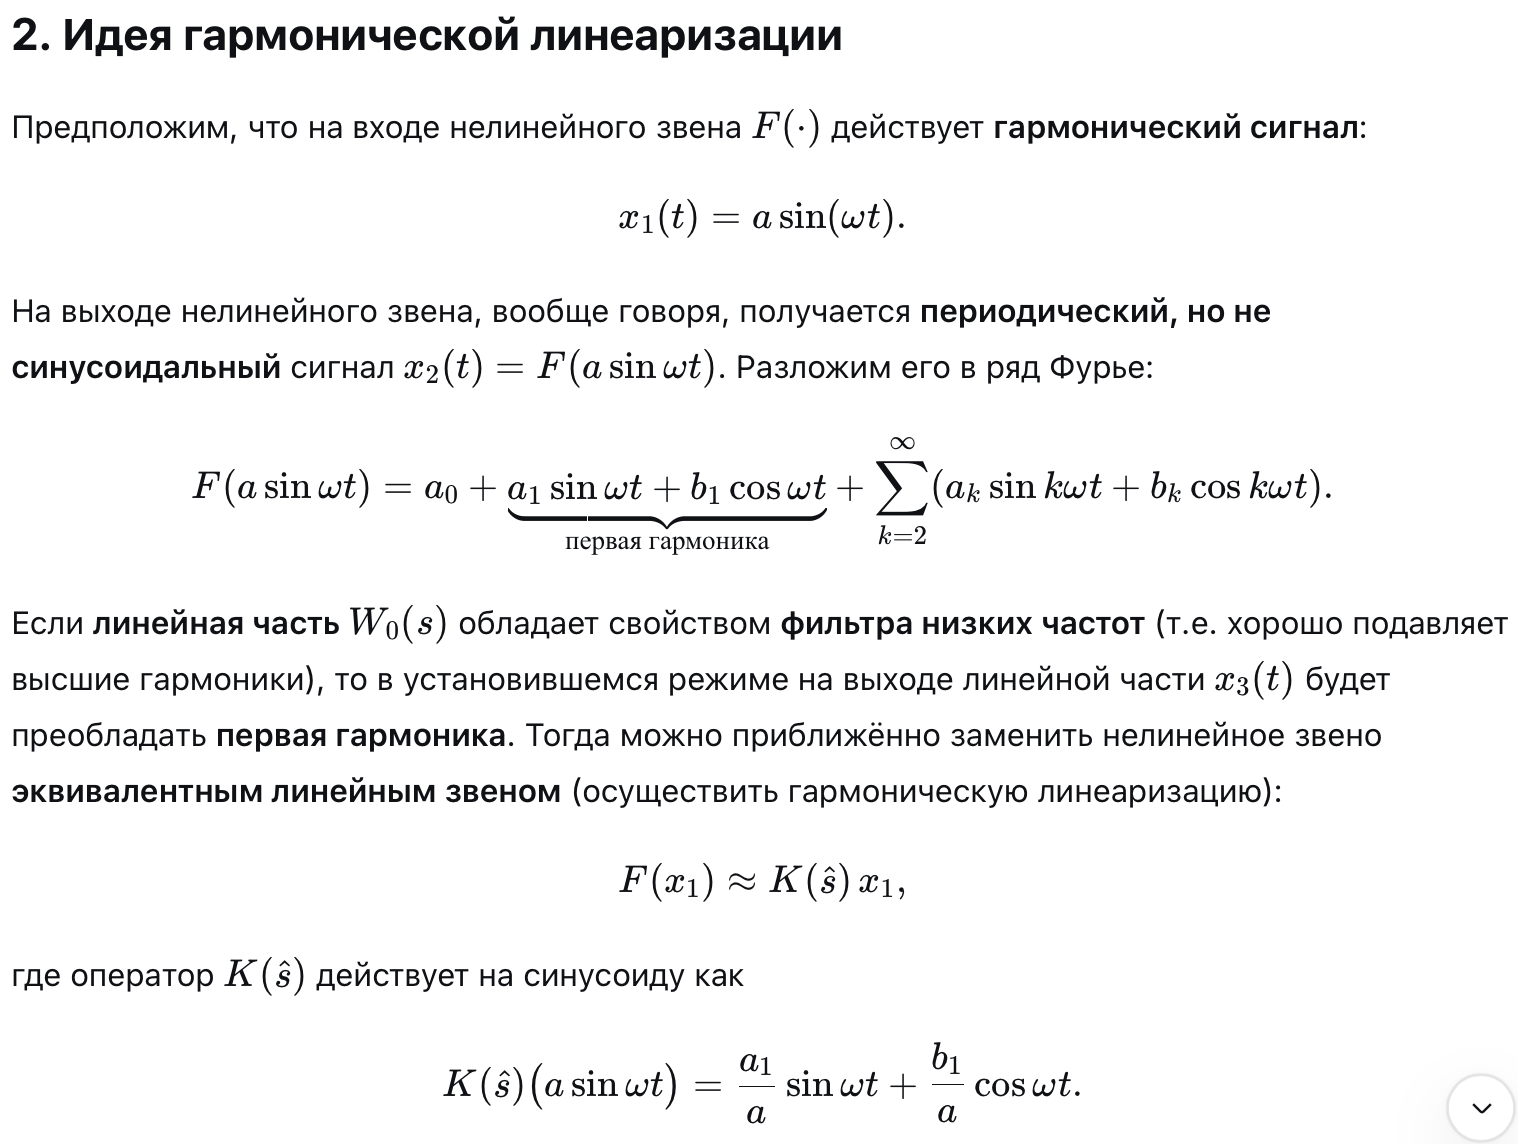 2. Идея гармонической линеаризации
Предположим, что на входе нелинейного звена F(·) действует гармонический сигнал:
x₁(t) = a sin(ωt).
На выходе нелинейного звена, вообще говоря, получается периодический, но не
синусоидальный сигнал x₂(t) = F(a sin ωt). Разложим его в ряд Фурье:
F(a sin ωt) = a₀ + a₁ sin ωt + b₁ cos ωt + ∑_{k=2}^{∞} (aₖ sin kωt + bₖ cos kωt).
первая гармоника
Если линейная часть W₀(s) обладает свойством фильтра низких частот (т.е. хорошо подавляет
высшие гармоники), то в установившемся режиме на выходе линейной части x₃(t) будет
преобладать первая гармоника. Тогда можно приближённо заменить нелинейное звено
эквивалентным линейным звеном (осуществить гармоническую линеаризацию):
F(x₁) ≈ K(ŝ) x₁,
где оператор K(ŝ) действует на синусоиду как
K(ŝ)(a sin ωt) = a₁/a sin ωt + b₁/a cos ωt.